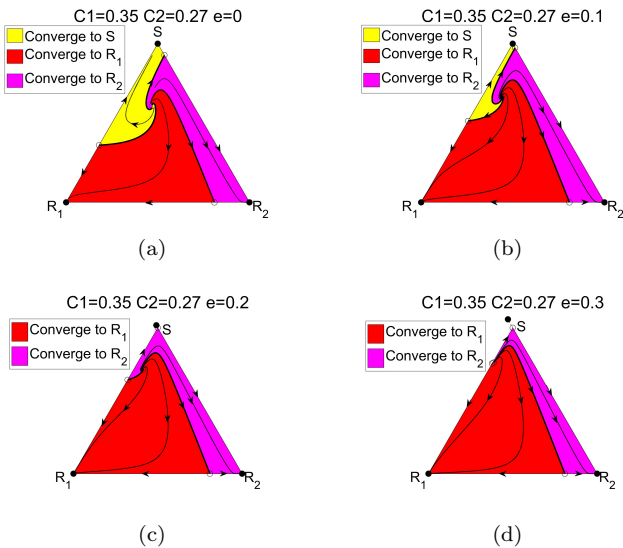 C1=0.35 C2=0.27 e=0
Converge to S
Converge to R1
Converge to R2
S
R1
R2
(a)
C1=0.35 C2=0.27 e=0.1
Converge to S
Converge to R1
Converge to R2
S
R1
R2
(b)
C1=0.35 C2=0.27 e=0.2
Converge to R1
Converge to R2
S
R1
R2
(c)
C1=0.35 C2=0.27 e=0.3
Converge to R1
Converge to R2
S
R1
R2
(d)